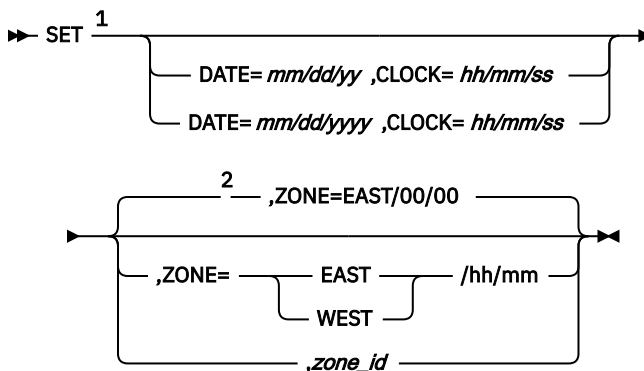 SET 1
DATE= mm/dd/yy ,CLOCK= hh/mm/ss
DATE= mm/dd/yyyy ,CLOCK= hh/mm/ss
2 ,ZONE=EAST/00/00
,ZONE= EAST /hh/mm
WEST
,zone_id